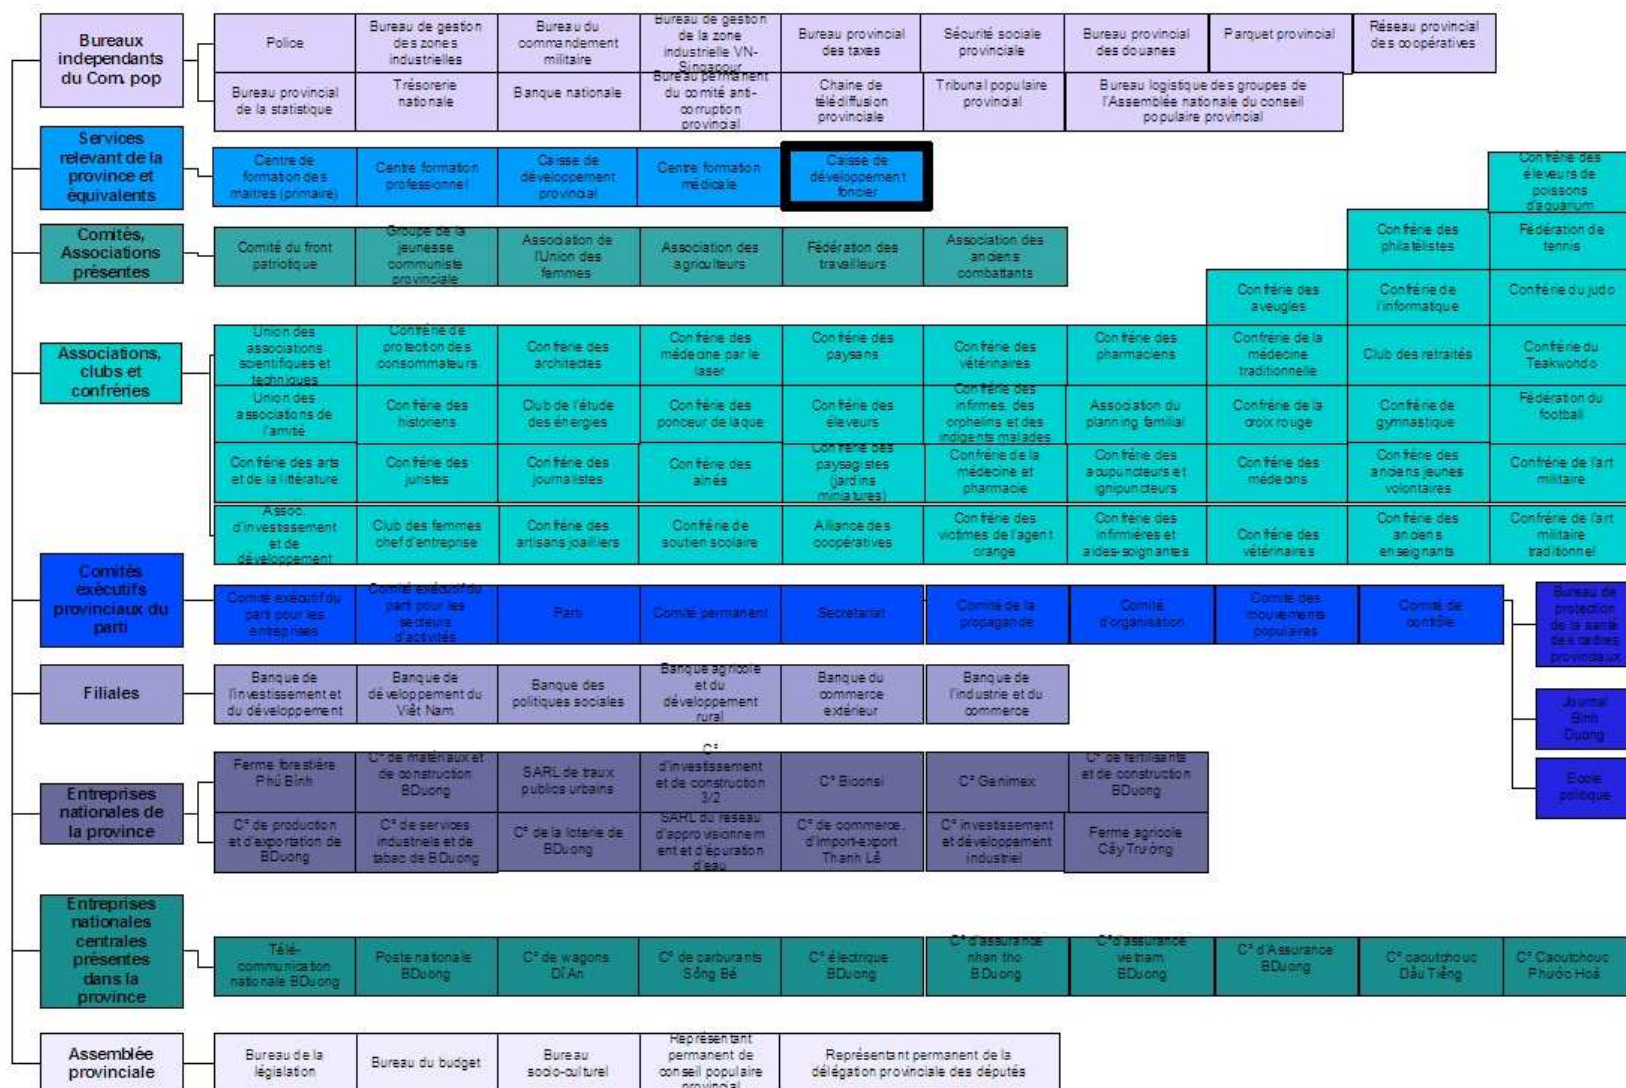 Bureaux
independants
du Com. pop
Police
Bureau de gestion
des zones
industrielles
Bureau du
commandement
militaire
Bureau de gestion
de la zone
industrielle VN-
Singapour
Bureau provincial
des taxes
Sécurité sociale
provinciale
Bureau provincial
des douanes
Parquet provincial
Réseau provincial
des coopératives
Bureau provincial
de la statistique
Trésorerie
nationale
Banque nationale
Bureau permanent
du comité anti-
corruption
provincial
Chaine de
télédiffusion
provinciale
Tribunal populaire
provincial
Bureau logistique des groupes de
l'Assemblée nationale du conseil
populaire provincial
Services
relevant de la
province et
équivalents
Centre de
formation des
maitres (primaire)
Centre formation
professionnel
Caisse de
développement
provincial
Centre formation
médicale
Caisse de
développement
foncier
Comités,
Associations
présentes
Comité du front
patriotique
Groupe de la
jeunesse
communiste
provinciale
Association de
l'Union des
femmes
Association des
agriculteurs
Fédération des
travailleurs
Association des
anciens
combattants
Confrérie des
éleveurs de
poissons
d'aquarium
Confrérie des
philatélistes
Fédération de
tennis
Confrérie des
aveugles
Confrérie de
l'informatique
Confrérie du judo
Associations,
clubs et
confréries
Union des
associations
scientifiques et
techniques
Confrérie de
protection des
consommateurs
Confrérie des
architectes
Confrérie des
médecine par le
laser
Confrérie des
paysans
Confrérie des
vétérinaires
Confrérie des
pharmaciens
Confrérie de la
médecine
traditionnelle
Club des retraités
Confrérie du
Teakwondo
Union des
associations de
l'amitié
Confrérie des
historiens
Club de l'étude
des énergies
Confrérie des
ponceur de laque
Confrérie des
éleveurs
Confrérie des
infirmes, des
orphelins et des
indigents malades
Association du
planning familial
Confrérie de la
croix rouge
Confrérie de
gymnastique
Fédération du
football
Confrérie des arts
et de la littérature
Confrérie des
juristes
Confrérie des
journalistes
Confrérie des
ainés
Confrérie des
paysagistes
(jardins
miniatures)
Confrérie de la
médecine et
pharmacie
Confrérie des
acupuncteurs et
ignipuncteurs
Confrérie des
médecins
Confrérie des
anciens jeunes
volontaires
Confrérie de l'art
militaire
Assoc.
d'investissement
et de
développement
Club des femmes
chef d'entreprise
Confrérie des
artisans joailliers
Confrérie de
soutien scolaire
Alliance des
coopératives
Confrérie des
victimes de l'agent
orange
Confrérie des
infirmières et
aides-soignantes
Confrérie des
vétérinaires
Confrérie des
anciens
enseignants
Confrérie de l'art
militaire
traditionnel
Comités
exécutifs
provinciaux du
parti
Comité exécutif du
parti pour les
entreprises
Comité exécutif du
parti pour les
secteurs
d'activités
Parti
Comité permanent
Secretariat
Comité de la
propagande
Comité
d'organisation
Comité des
mouvements
populaires
Comité de
contrôle
Bureau de
protection
de la santé
des cadres
provinciaux
Journal
Binh
Duong
Ecole
politique
Filiales
Banque de
l'investissement et
du développement
Banque de
développement du
Viêt Nam
Banque des
politiques sociales
Banque agricole
et du
développement
rural
Banque du
commerce
extérieur
Banque de
l'industrie et du
commerce
Entreprises
nationales de
la province
Ferme forestière
Phú Bình
C° de matériaux et
de construction
BDuong
SARL de traux
publics urbains
C°
d'investissement
et de construction
3/2
C° Biconsi
C° Genimex
C° de fertilisants
et de construction
BDuong
C° de production
et d'exportation de
BDuong
C° de services
industriels et de
tabac de BDuong
C° de la loterie de
BDuong
SARL du réseau
d'approvisionnem
ent et d'épuration
d'eau
C° de commerce,
d'import-export
Thanh Lễ
C° investissement
et développement
industriel
Ferme agricole
Cây Trường
Entreprises
nationales
centrales
présentes
dans la
province
Télé-
communication
nationale BDuong
Poste nationale
BDuong
C° de wagons
Dĩ An
C° de carburants
Sông Bé
C° électrique
BDuong
C° d'assurance
nhan tho
BDuong
C° d'assurance
vietnam
BDuong
C° d'Assurance
BDuong
C° caoutchouc
Dầu Tiếng
C° Caoutchouc
Phước Hoà
Assemblée
provinciale
Bureau de la
législation
Bureau du budget
Bureau
socio-culturel
Représentant
permanent de
conseil populaire
provincial
Représentant permanent de la
délégation provinciale des députés